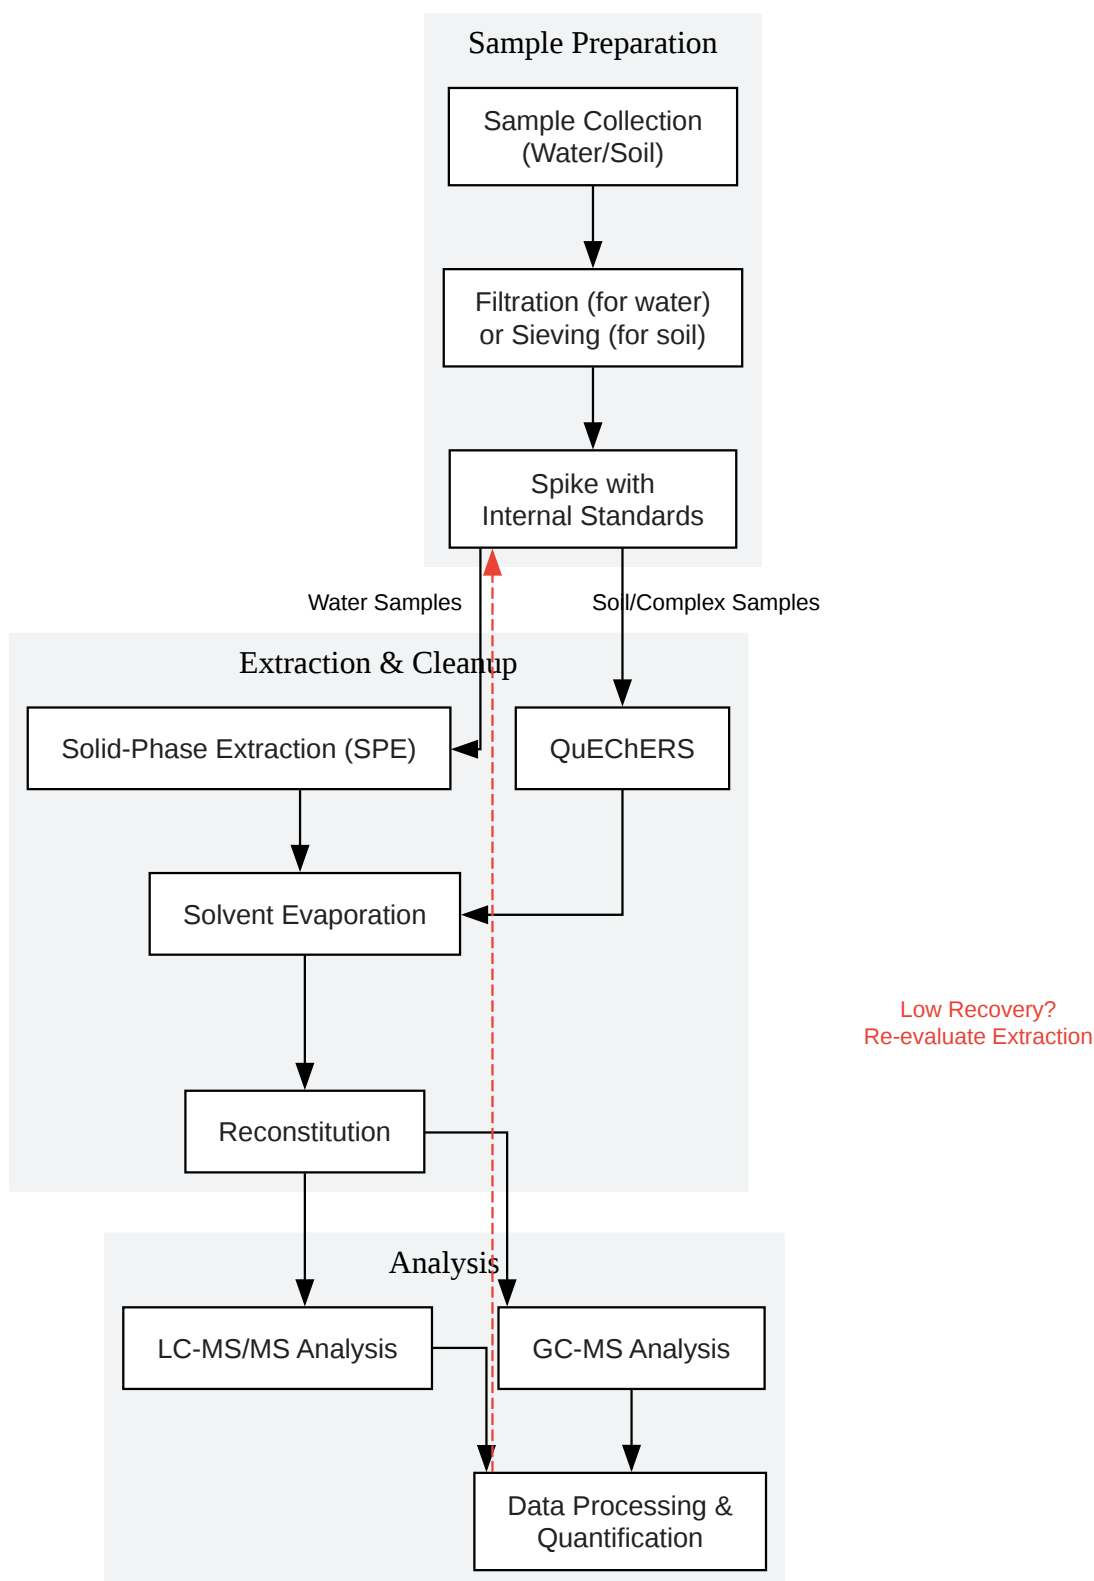 Sample Preparation
Sample Collection
(Water/Soil)
Filtration (for water)
or Sieving (for soil)
Spike with
Internal Standards
Water Samples
Soil/Complex Samples
Extraction & Cleanup
Solid-Phase Extraction (SPE)
QuEChERS
Solvent Evaporation
Low Recovery?
Re-evaluate Extraction
Reconstitution
Analysis
LC-MS/MS Analysis
GC-MS Analysis
Data Processing &
Quantification